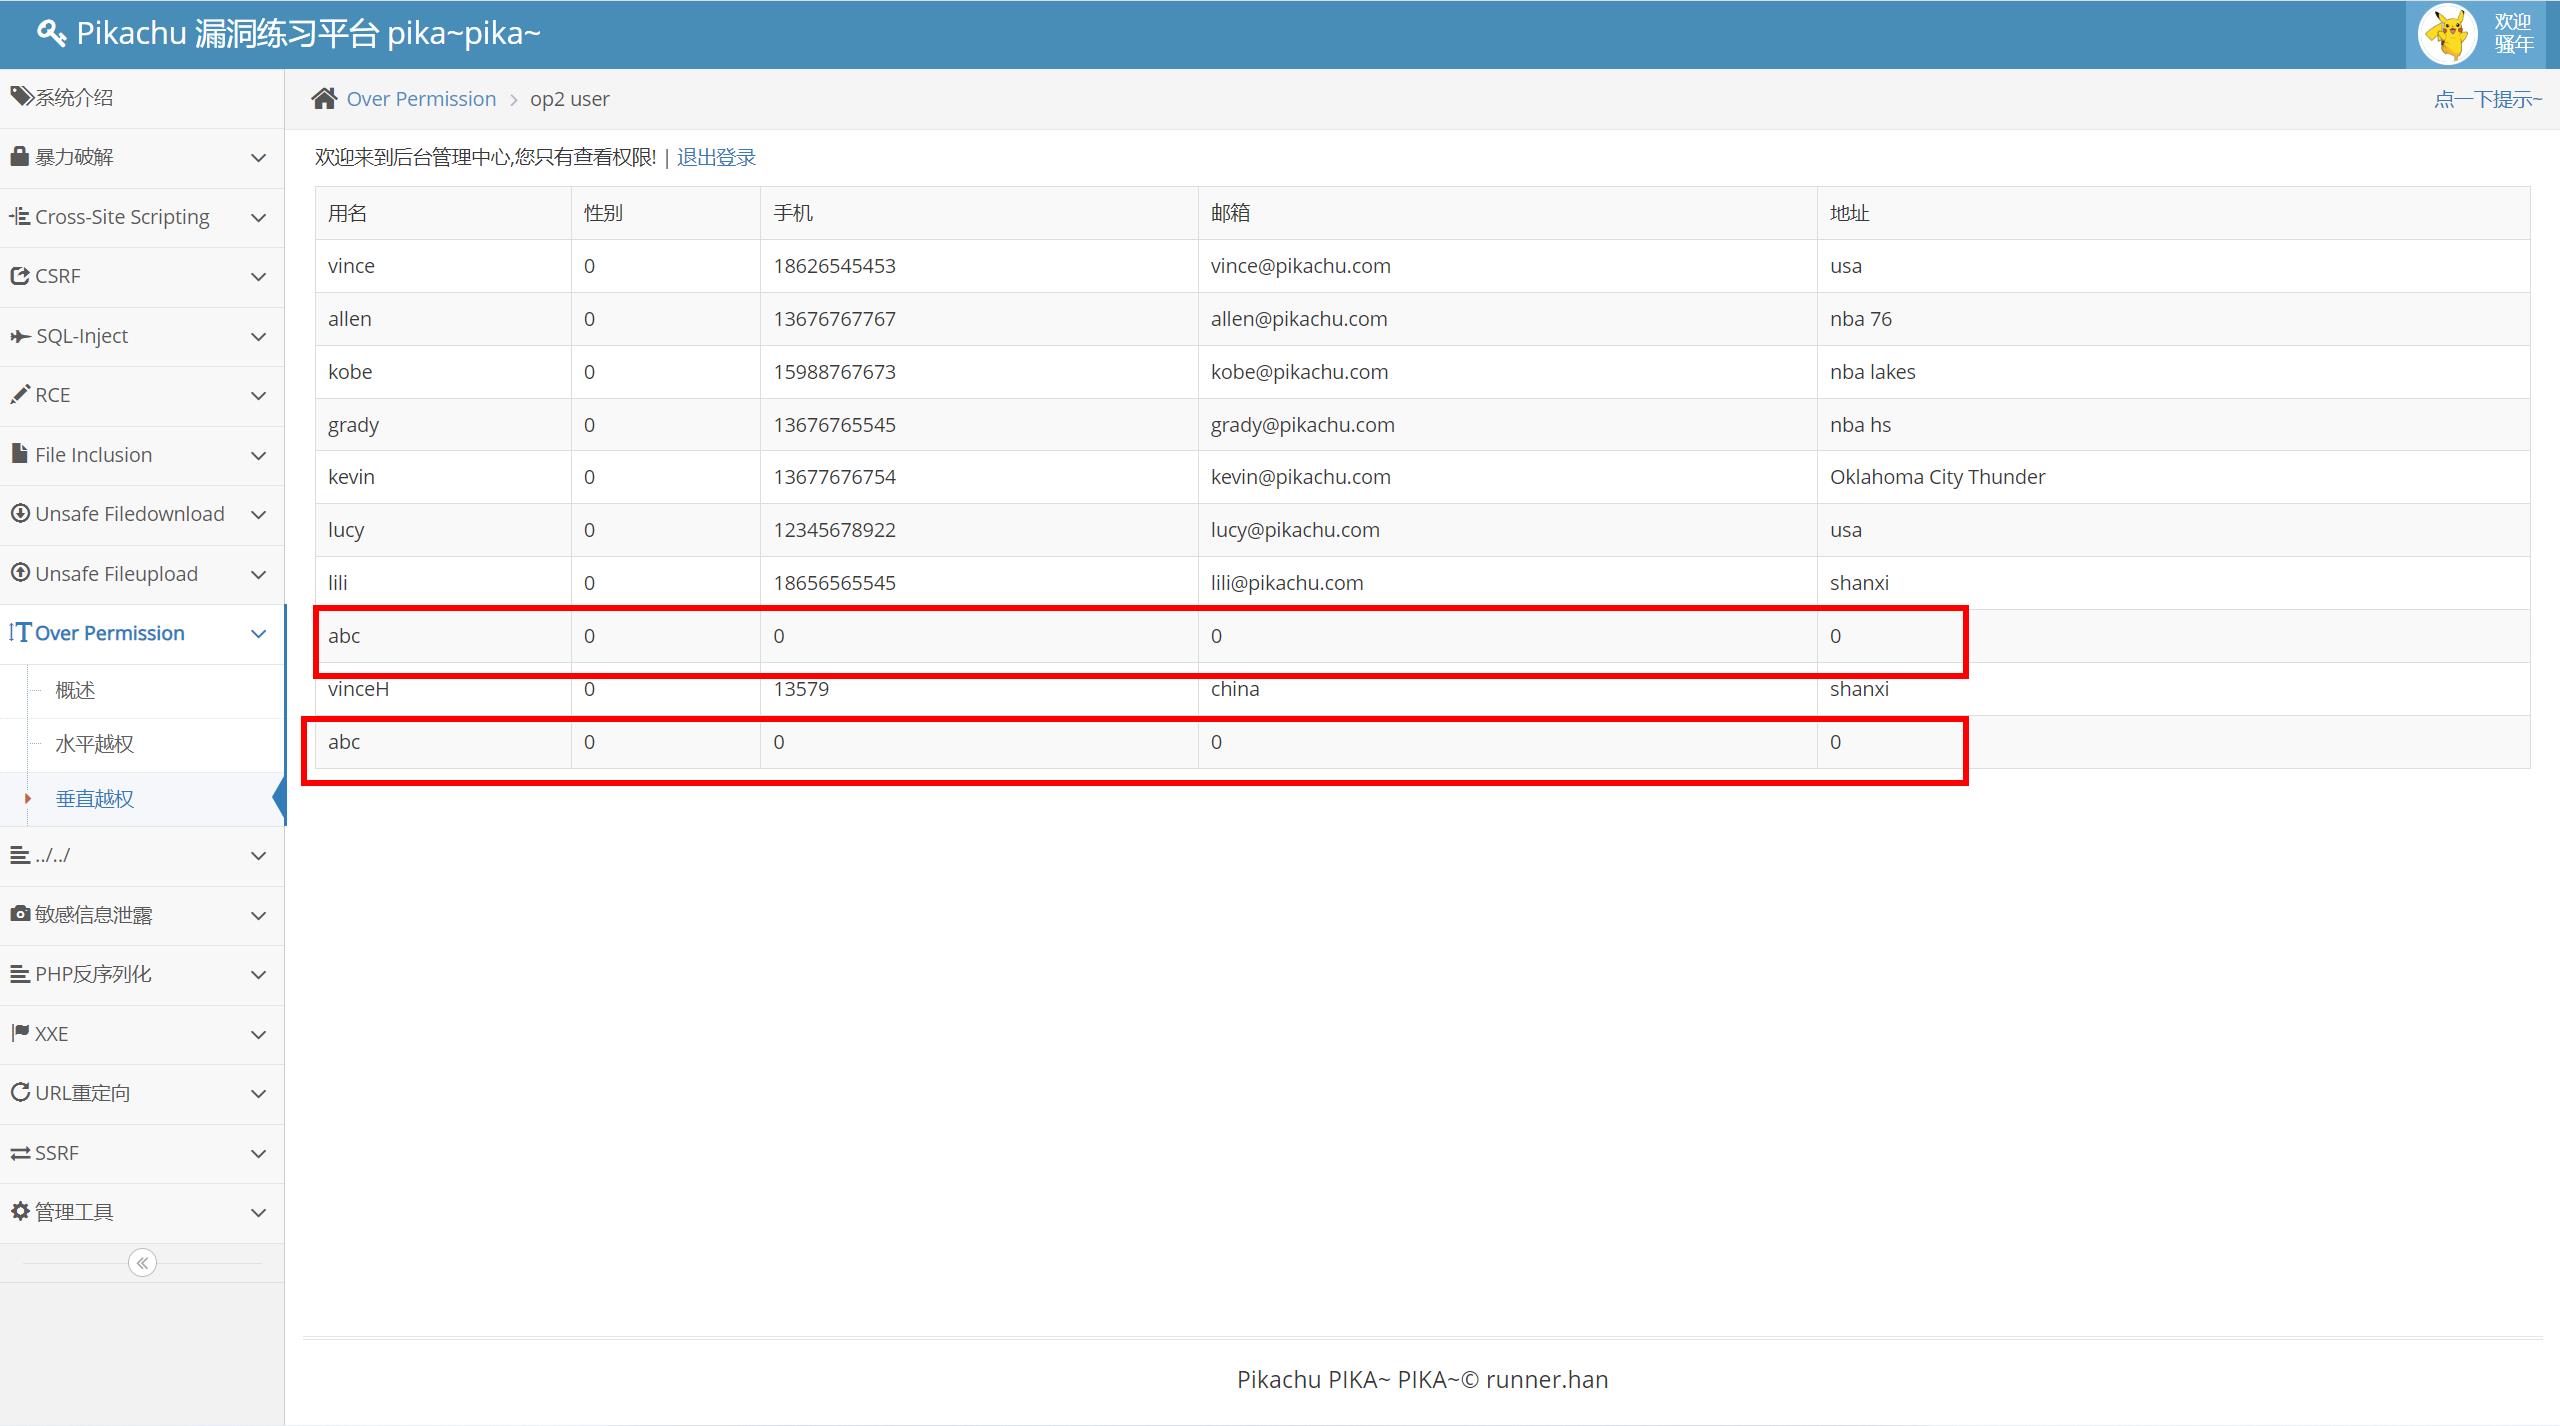 Pikachu 漏洞练习平台 pika~pika~
欢迎
骚年
系统介绍
暴力破解
Cross-Site Scripting
CSRF
SQL-Inject
RCE
File Inclusion
Unsafe Filedownload
Unsafe Fileupload
Over Permission
概述
水平越权
垂直越权
../../
敏感信息泄露
PHP反序列化
XXE
URL重定向
SSRF
管理工具
Over Permission > op2 user
点一下提示~
欢迎来到后台管理中心,您只有查看权限! | 退出登录
用名 性别 手机 邮箱 地址
vince 0 18626545453 vince@pikachu.com usa
allen 0 13676767767 allen@pikachu.com nba 76
kobe 0 15988767673 kobe@pikachu.com nba lakes
grady 0 13676765545 grady@pikachu.com nba hs
kevin 0 13677676754 kevin@pikachu.com Oklahoma City Thunder
lucy 0 12345678922 lucy@pikachu.com usa
lili 0 18656565545 lili@pikachu.com shanxi
abc 0 0 0 0
vinceH 0 13579 china shanxi
abc 0 0 0 0
Pikachu PIKA~ PIKA~© runner.han